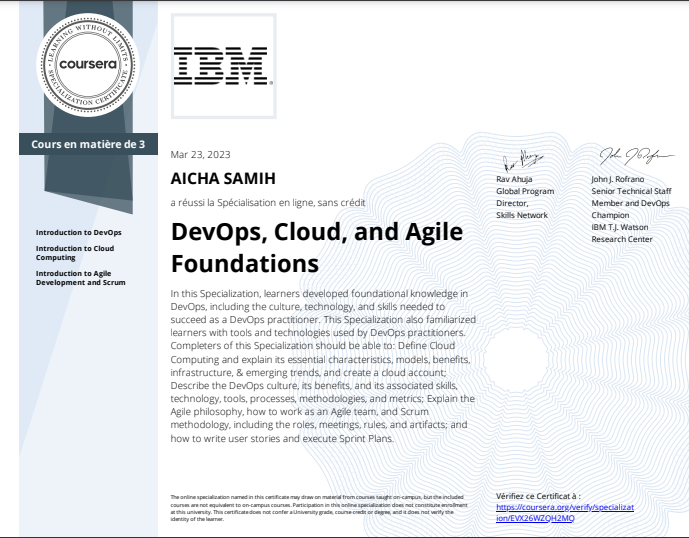 LEARNING WITHOUT LIMITS
coursera
SPECIALIZATION CERTIFICATE
IBM
Cours en matière de 3
Introduction to DevOps
Introduction to Cloud
Computing
Introduction to Agile
Development and Scrum
Mar 23, 2023
AICHA SAMIH
a réussi la Spécialisation en ligne, sans crédit
DevOps, Cloud, and Agile
Foundations
In this Specialization, learners developed foundational knowledge in
DevOps, including the culture, technology, and skills needed to
succeed as a DevOps practitioner. This Specialization also familiarized
learners with tools and technologies used by DevOps practitioners.
Completers of this Specialization should be able to: Define Cloud
Computing and explain its essential characteristics, models, benefits,
infrastructure, & emerging trends, and create a cloud account;
Describe the DevOps culture, its benefits, and its associated skills,
technology, tools, processes, methodologies, and metrics; Explain the
Agile philosophy, how to work as an Agile team, and Scrum
methodology, including the roles, meetings, rules, and artifacts; and
how to write user stories and execute Sprint Plans.
Rav Ahuja
Global Program
Director,
Skills Network
John J. Rofrano
Senior Technical Staff
Member and DevOps
Champion
IBM T.J. Watson
Research Center
The online specialization named in this certificate may draw on material from courses taught on-campus, but the included
courses are not equivalent to on-campus courses. Participation in this online specialization does not constitute enrollment
at this university. This certificate does not confer a University grade, course credit or degree, and it does not verify the
identity of the learner.
Vérifiez ce Certificat à :
https://coursera.org/verify/specializat
ion/EVX26WZQH2MQ